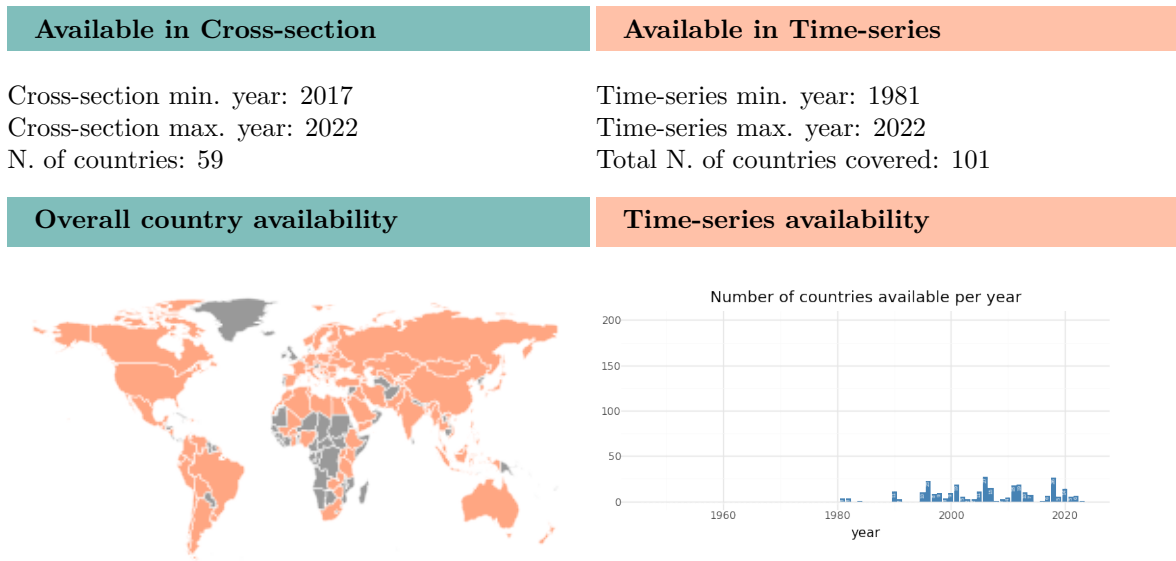 Available in Cross-section
Available in Time-series
Cross-section min. year: 2017
Cross-section max. year: 2022
N. of countries: 59
Time-series min. year: 1981
Time-series max. year: 2022
Total N. of countries covered: 101
Overall country availability
Time-series availability
Number of countries available per year
200
150
100
50
0
1960 1980 2000 2020
year